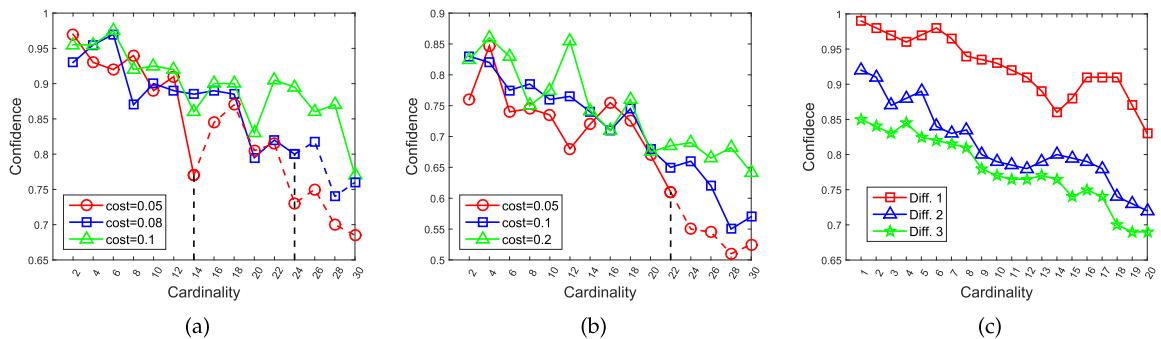 1
0.95
0.9
0.85
0.8
0.75
0.7
0.65
Confidence
2 4 6 8 10 12 14 16 18 20 22 24 26 28 30
Cardinality
cost=0.05
cost=0.08
cost=0.1
(a)
0.9
0.85
0.8
0.75
0.7
0.65
0.6
0.55
0.5
Confidence
2 4 6 8 10 12 14 16 18 20 22 24 26 28 30
Cardinality
cost=0.05
cost=0.1
cost=0.2
(b)
1
0.95
0.9
0.85
0.8
0.75
0.7
0.65
Confidece
1 2 3 4 5 6 7 8 9 10 11 12 13 14 15 16 17 18 19 20
Cardinality
Diff. 1
Diff. 2
Diff. 3
(c)